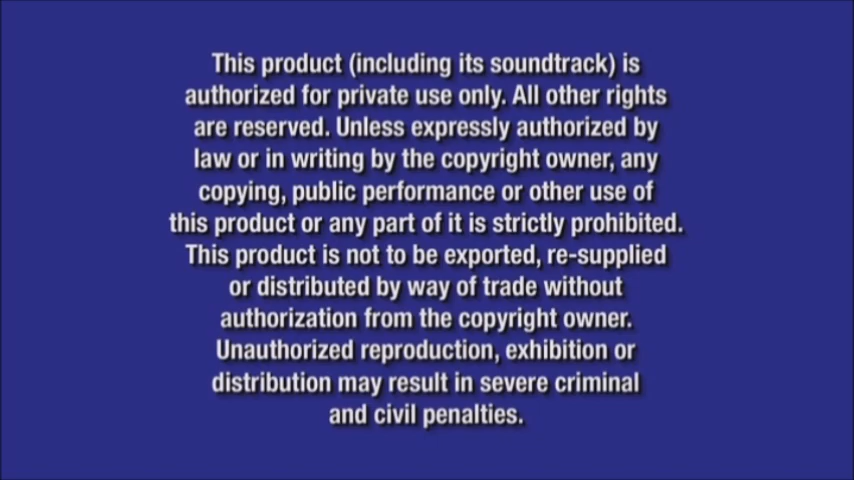 This product (including its soundtrack) is
authorized for private use only. All other rights
are reserved. Unless expressly authorized by
law or in writing by the copyright owner, any
copying, public performance or other use of
this product or any part of it is strictly prohibited.
This product is not to be exported, re-supplied
or distributed by way of trade without
authorization from the copyright owner.
Unauthorized reproduction, exhibition or
distribution may result in severe criminal
and civil penalties.